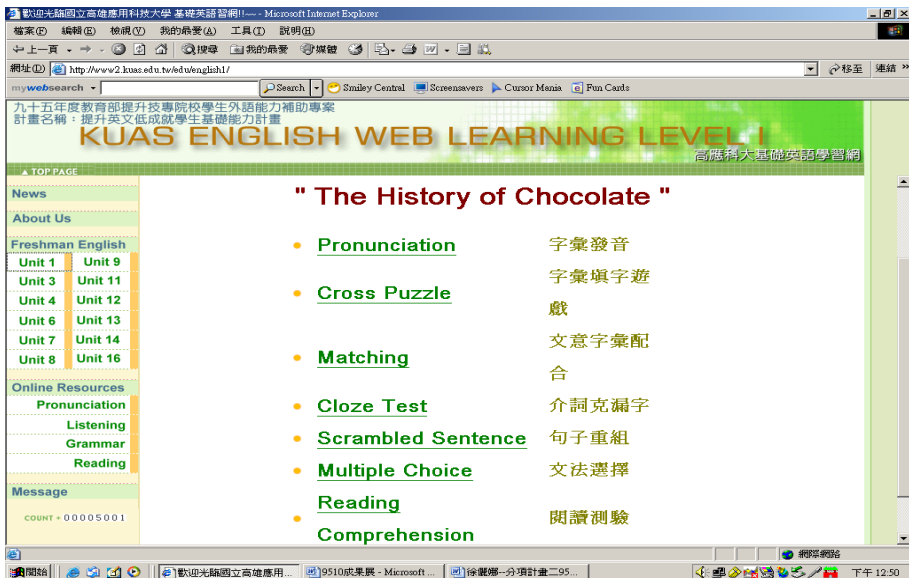 歡迎光臨國立高雄應用科技大學 基礎英語習網!!~~ - Microsoft Internet Explorer
檔案(F) 編輯(E) 檢視(V) 我的最愛(A) 工具(T) 說明(H)
上一頁 搜尋 我的最愛 媒體
網址(D) http://www2.kuas.edu.tw/edu/english1/ 移至 連結 »
mywebsearch Search Smiley Central Screensavers Cursor Mania Fun Cards
九十五年度教育部提升技專院校學生外語能力補助專案
計畫名稱：提升英文低成就學生基礎能力計畫
KUAS ENGLISH WEB LEARNING LEVEL I
高應科大基礎英語學習網
▲ TOP PAGE
News
About Us
Freshman English
Unit 1 Unit 9
Unit 3 Unit 11
Unit 4 Unit 12
Unit 6 Unit 13
Unit 7 Unit 14
Unit 8 Unit 16
Online Resources
Pronunciation
Listening
Grammar
Reading
Message
COUNT 00005001
" The History of Chocolate "
Pronunciation 字彙發音
Cross Puzzle 字彙填字遊
戲
Matching 文意字彙配
合
Cloze Test 介詞克漏字
Scrambled Sentence 句子重組
Multiple Choice 文法選擇
Reading
Comprehension 閱讀測驗
網際網路
開始 歡迎光臨國立高雄應用... 9510成果展 - Microsoft ... 徐麗娜--分項計畫二95... 下午 12:50